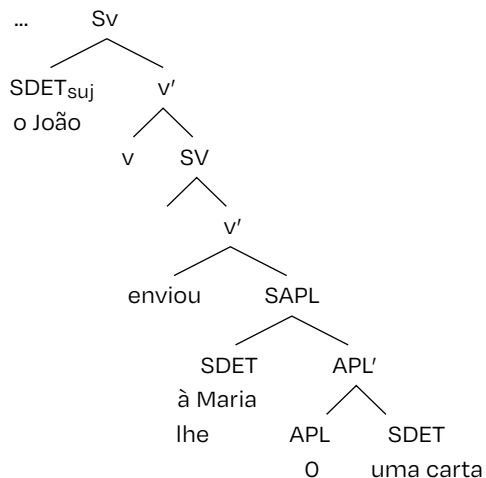 ... Sv
SDETsuj v′
o João
v SV
v′
enviou SAPL
SDET APL′
à Maria
lhe APL SDET
0 uma carta